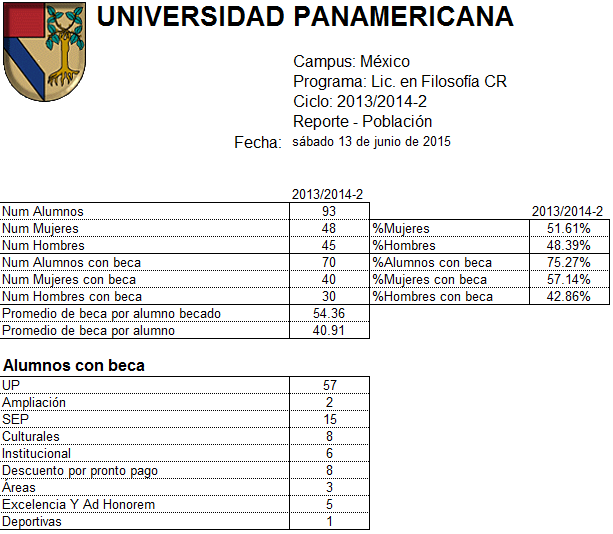 UNIVERSIDAD PANAMERICANA
Campus: México
Programa: Lic. en Filosofía CR
Ciclo: 2013/2014-2
Reporte - Población
Fecha: sábado 13 de junio de 2015
2013/2014-2
Num Alumnos 93 2013/2014-2
Num Mujeres 48 %Mujeres 51.61%
Num Hombres 45 %Hombres 48.39%
Num Alumnos con beca 70 %Alumnos con beca 75.27%
Num Mujeres con beca 40 %Mujeres con beca 57.14%
Num Hombres con beca 30 %Hombres con beca 42.86%
Promedio de beca por alumno becado 54.36
Promedio de beca por alumno 40.91
Alumnos con beca
UP 57
Ampliación 2
SEP 15
Culturales 8
Institucional 6
Descuento por pronto pago 8
Áreas 3
Excelencia Y Ad Honorem 5
Deportivas 1